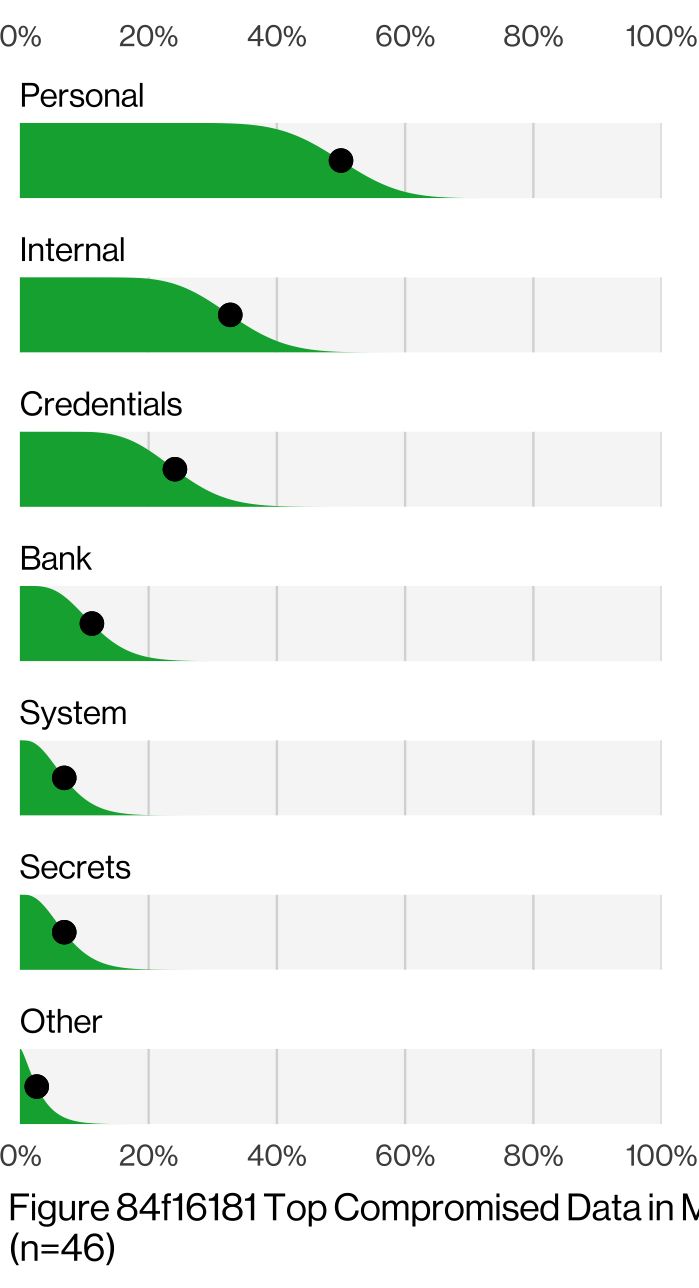 0% 20% 40% 60% 80% 100%
Personal
Internal
Credentials
Bank
System
Secrets
Other
0% 20% 40% 60% 80% 100%
Figure 84f16181 Top Compromised Data in M
(n=46)